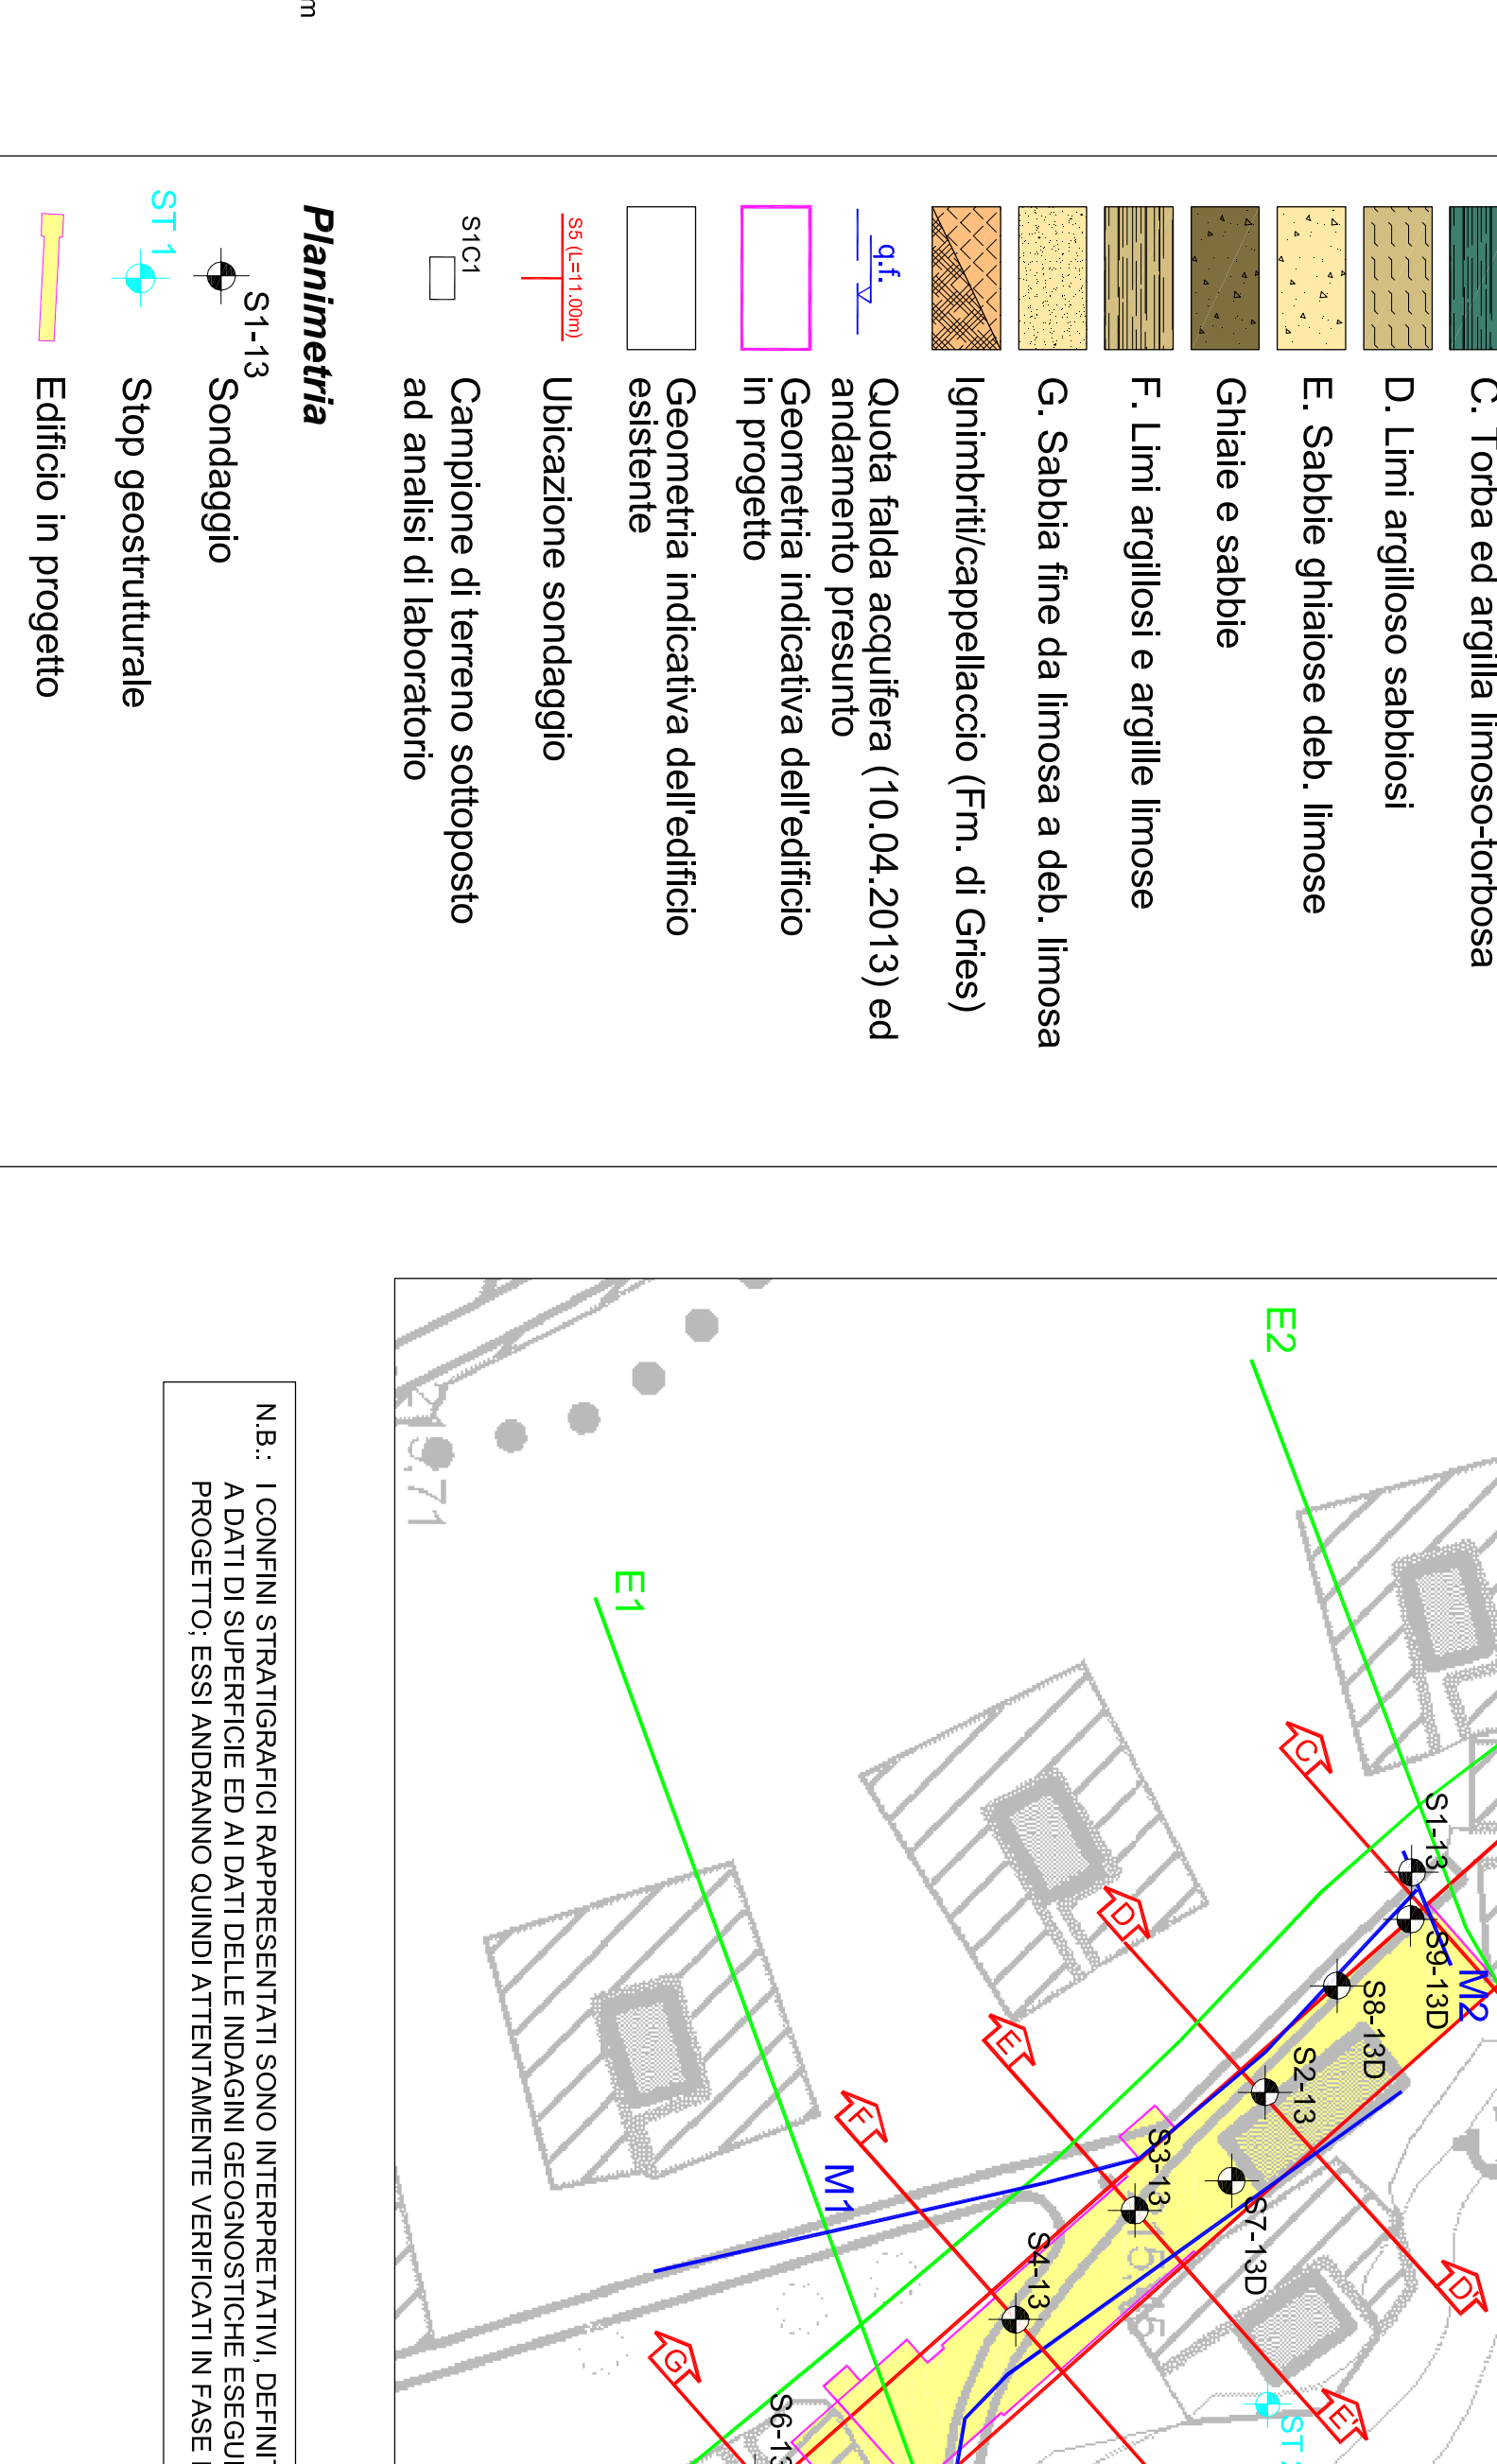 C. Torba ed argilla limoso-torbosa
D. Limi argilloso sabbiosi
E. Sabbie ghiaiose deb. limose
Ghiaie e sabbie
F. Limi argillosi e argille limose
G. Sabbia fine da limosa a deb. limosa
Ignimbriti/cappellaccio (Fm. di Gries)
q.f.
Quota falda acquifera (10.04.2013) ed
andamento presunto
Geometria indicativa dell'edificio
in progetto
Geometria indicativa dell'edificio
esistente
S5 (L=11.00m)
Ubicazione sondaggio
S1C1
Campione di terreno sottoposto
ad analisi di laboratorio
Planimetria
S1-13
Sondaggio
ST 1
Stop geostrutturale
Edificio in progetto
m
E2
E1
C
S1-13
S9-13D
M2
S8-13D
D
S2-13
D'
E
S3-13
S7-13D
E'
F
M1
S4-13
ST
G
S6-13
N.B.: I CONFINI STRATIGRAFICI RAPPRESENTATI SONO INTERPRETATIVI,
A DATI DI SUPERFICIE ED AI DATI DELLE INDAGINI GEOGNOSTICHE
PROGETTO; ESSI ANDRANNO QUINDI ATTENTAMENTE VERIFICATI IN FASE